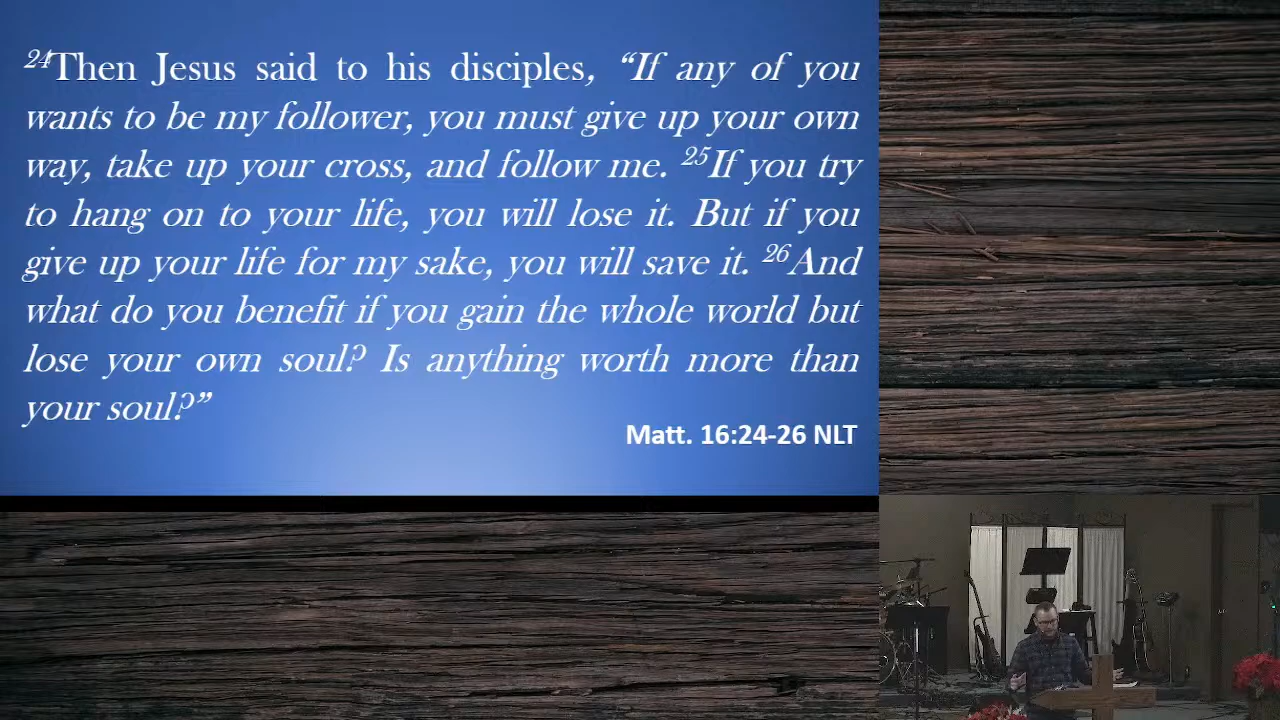 24Then Jesus said to his disciples, “If any of you
wants to be my follower, you must give up your own
way, take up your cross, and follow me. 25If you try
to hang on to your life, you will lose it. But if you
give up your life for my sake, you will save it. 26And
what do you benefit if you gain the whole world but
lose your own soul? Is anything worth more than
your soul?”
Matt. 16:24-26 NLT